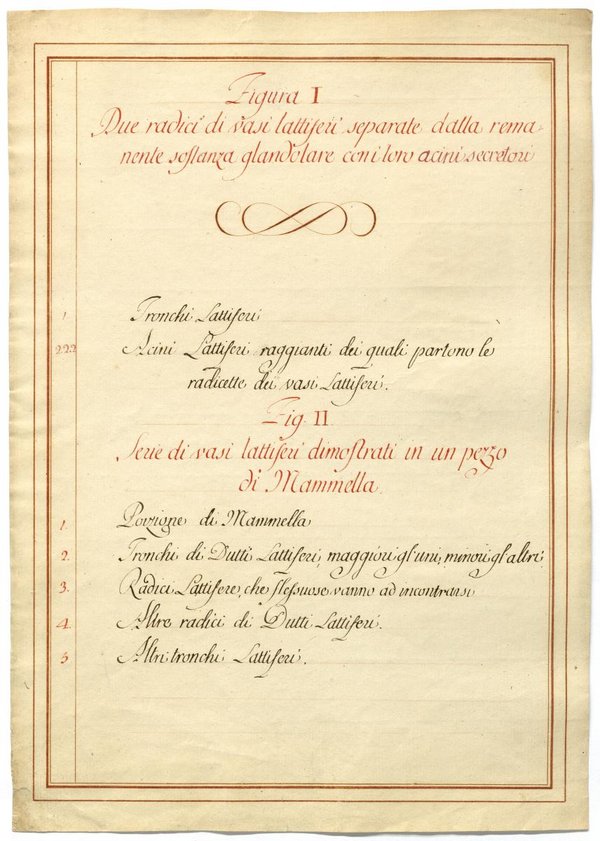 Figura I
Due radici di vasi lattiferi separate dalla rema-
nente sostanza glandolare con i loro acini secretori
1 Tronchi Lattiferi
2.2.2. Acini Lattiferi raggianti dei quali partono lè
radicette dei vasi Lattiferi.
Fig. II
Serie di vasi lattiferi dimostrati in un pezzo
di Mammella.
1. Porzione di Mammella
2. Tronchi di Dutti Lattiferi; maggiori gl'uni; minori gl'altri
3. Radici Lattifere, che flessuose vanno ad incontrarsi
4. Altre radici di Dutti Lattiferi.
5 Altri tronchi Lattiferi.